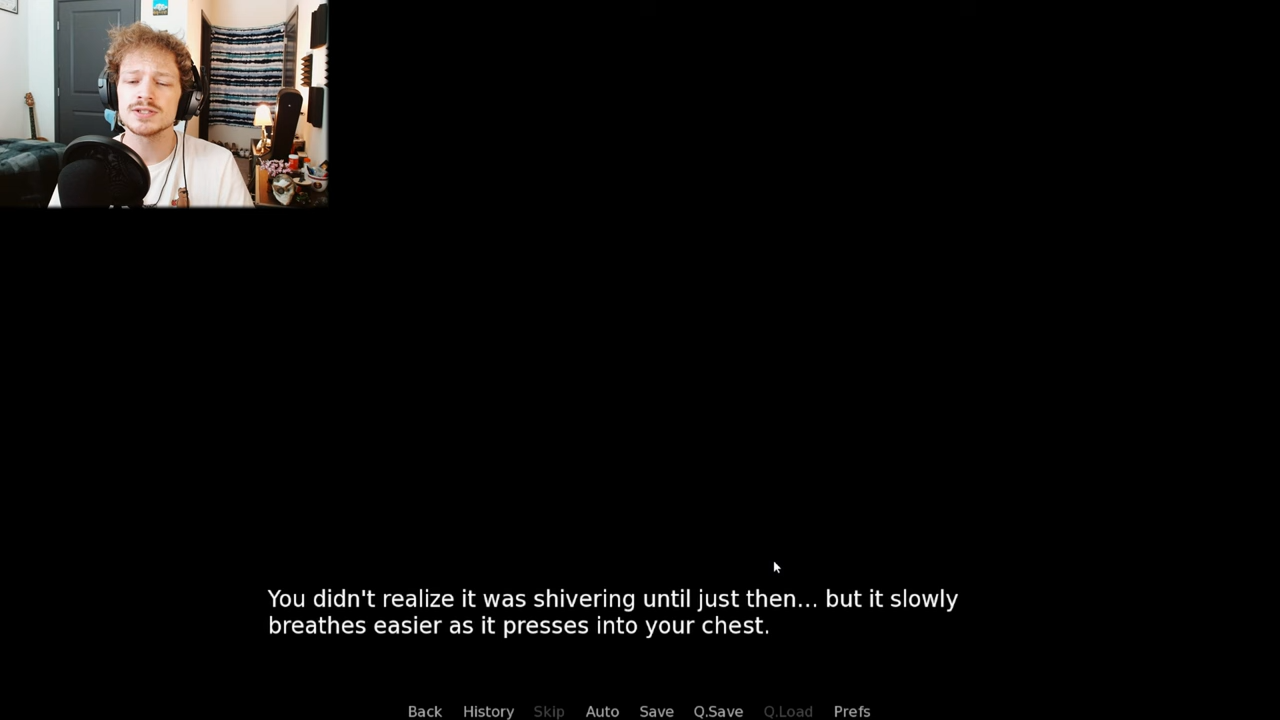 You didn't realize it was shivering until just then... but it slowly
breathes easier as it presses into your chest.
Back History Skip Auto Save Q.Save Q.Load Prefs